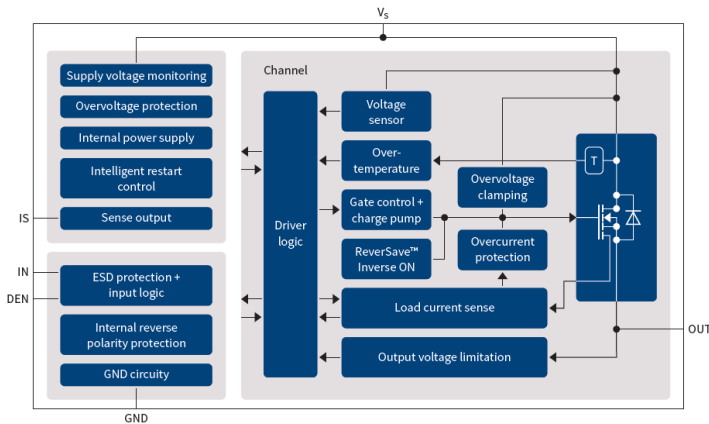 Vs
Supply voltage monitoring
Overvoltage protection
Internal power supply
Intelligent restart
control
Sense output
IS
IN
DEN
ESD protection +
input logic
Internal reverse
polarity protection
GND circuity
GND
Channel
Driver
logic
Voltage
sensor
Over-
temperature
Gate control +
charge pump
ReverSave™
Inverse ON
Overvoltage
clamping
Overcurrent
protection
Load current sense
Output voltage limitation
T
OUT